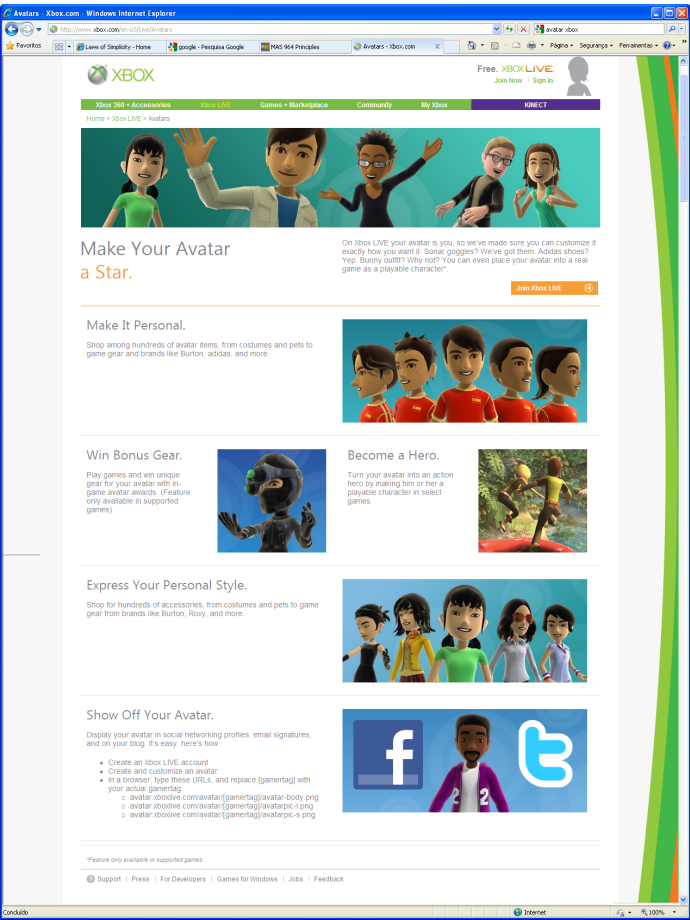 Avatars - Xbox.com - Windows Internet Explorer
http://www.xbox.com/en-US/Live/Avatars
avatar xbox
Favoritos
Laws of Simplicity - Home
google - Pesquisa Google
MAS 964 Principles
Avatars - Xbox.com
Página
Segurança
Ferramentas
XBOX
Free. XBOX LIVE
Join Now | Sign In
Xbox 360 + Accessories
Xbox LIVE
Games + Marketplace
Community
My Xbox
KINECT
Home > Xbox LIVE > Avatars
Make Your Avatar
a Star.
On Xbox LIVE your avatar is you, so we've made sure you can customize it
exactly how you want it. Sonar goggles? We've got them. Adidas shoes?
Yep. Bunny outfit? Why not? You can even place your avatar into a real
game as a playable character*.
Join Xbox LIVE
Make It Personal.
Shop among hundreds of avatar items, from costumes and pets to
game gear and brands like Burton, adidas, and more.
Win Bonus Gear.
Play games and win unique
gear for your avatar with in-
game avatar awards. (Feature
only available in supported
games)
Become a Hero.
Turn your avatar into an action
hero by making him or her a
playable character in select
games.
Express Your Personal Style.
Shop for hundreds of accessories, from costumes and pets to game
gear from brands like Burton, Roxy, and more.
Show Off Your Avatar.
Display your avatar in social networking profiles, email signatures,
and on your blog. It's easy, here's how:
Create an Xbox LIVE account
Create and customize an avatar
In a browser, type these URLs, and replace [gamertag] with
your actual gamertag:
avatar.xboxlive.com/avatar/[gamertag]/avatar-body.png
avatar.xboxlive.com/avatar/[gamertag]/avatarpic-l.png
avatar.xboxlive.com/avatar/[gamertag]/avatarpic-s.png
f
2 2
t
*Feature only available in supported games.
Support | Press | For Developers | Games for Windows | Jobs | Feedback
Concluído
Internet
100%